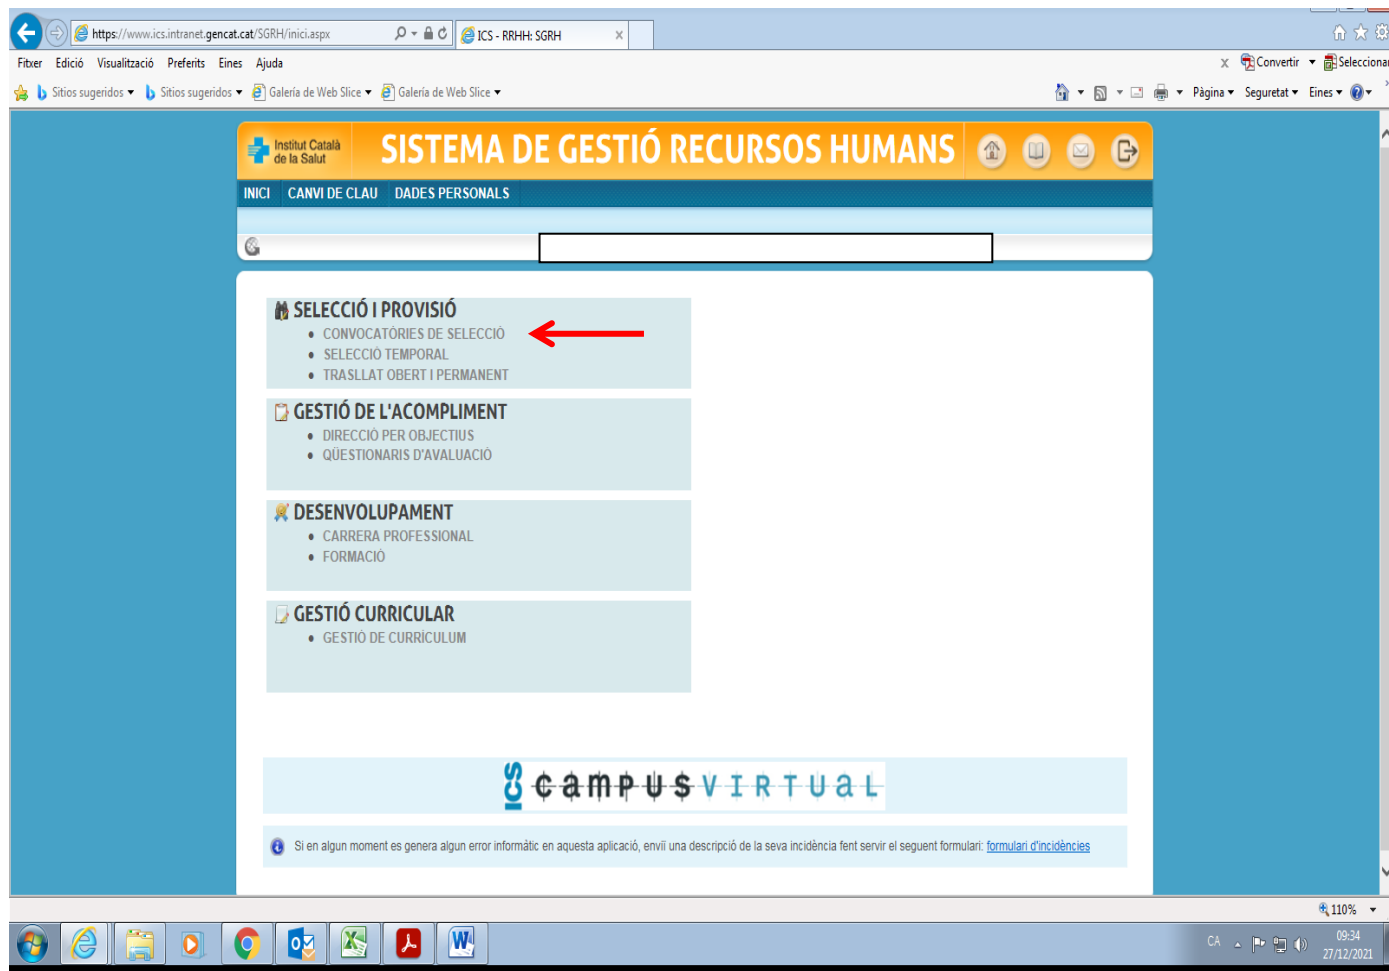 https://www.ics.intranet.gencat.cat/SGRH/inici.aspx
ICS - RRHH: SGRH
Fitxer Edició Visualització Preferits Eines Ajuda
x Convertir Seleccionar
Sitios sugeridos Sitios sugeridos Galería de Web Slice Galería de Web Slice
Pàgina Seguretat Eines
Institut Català
de la Salut
SISTEMA DE GESTIÓ RECURSOS HUMANS
INICI CANVI DE CLAU DADES PERSONALS
SELECCIÓ I PROVISIÓ
• CONVOCATÒRIES DE SELECCIÓ
• SELECCIÓ TEMPORAL
• TRASLLAT OBERT I PERMANENT
GESTIÓ DE L'ACOMPLIMENT
• DIRECCIÓ PER OBJECTIUS
• QÜESTIONARIS D'AVALUACIÓ
DESENVOLUPAMENT
• CARRERA PROFESSIONAL
• FORMACIÓ
GESTIÓ CURRICULAR
• GESTIÓ DE CURRÍCULUM
ICS campus VIRTUAL
Si en algun moment es genera algun error informàtic en aquesta aplicació, enviï una descripció de la seva incidència fent servir el seguent formulari: formulari d'incidències
110%
CA
09:34
27/12/2021